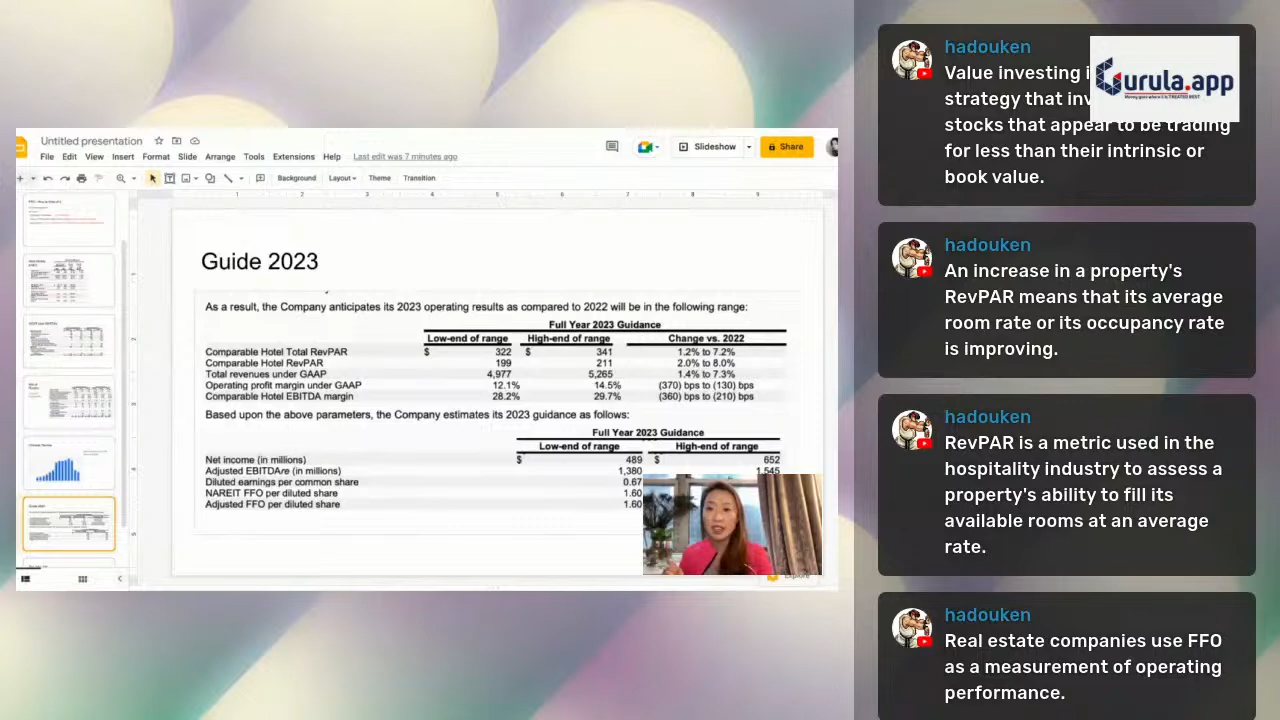 Untitled presentation
File Edit View Insert Format Slide Arrange Tools Extensions Help Last edit was 7 minutes ago
Slideshow
Share
Background Layout Theme Transition
Guide 2023
As a result, the Company anticipates its 2023 operating results as compared to 2022 will be in the following range:
Full Year 2023 Guidance
Low-end of range High-end of range Change vs. 2022
Comparable Hotel Total RevPAR $ 322 $ 341 1.2% to 7.2%
Comparable Hotel RevPAR 199 211 2.0% to 8.0%
Total revenues under GAAP 4,977 5,265 1.4% to 7.3%
Operating profit margin under GAAP 12.1% 14.5% (370) bps to (130) bps
Comparable Hotel EBITDA margin 28.2% 29.7% (360) bps to (210) bps
Based upon the above parameters, the Company estimates its 2023 guidance as follows:
Full Year 2023 Guidance
Low-end of range High-end of range
Net income (in millions) $ 489 $ 652
Adjusted EBITDAre (in millions) 1,380 1,545
Diluted earnings per common share 0.67
NAREIT FFO per diluted share 1.60
Adjusted FFO per diluted share 1.60
Explore
hadouken
Value investing
strategy that
stocks that appear to be trading
for less than their intrinsic or
book value.
Gurula.app
Money goes where it is TREATED BEST
hadouken
An increase in a property's
RevPAR means that its average
room rate or its occupancy rate
is improving.
hadouken
RevPAR is a metric used in the
hospitality industry to assess a
property's ability to fill its
available rooms at an average
rate.
hadouken
Real estate companies use FFO
as a measurement of operating
performance.